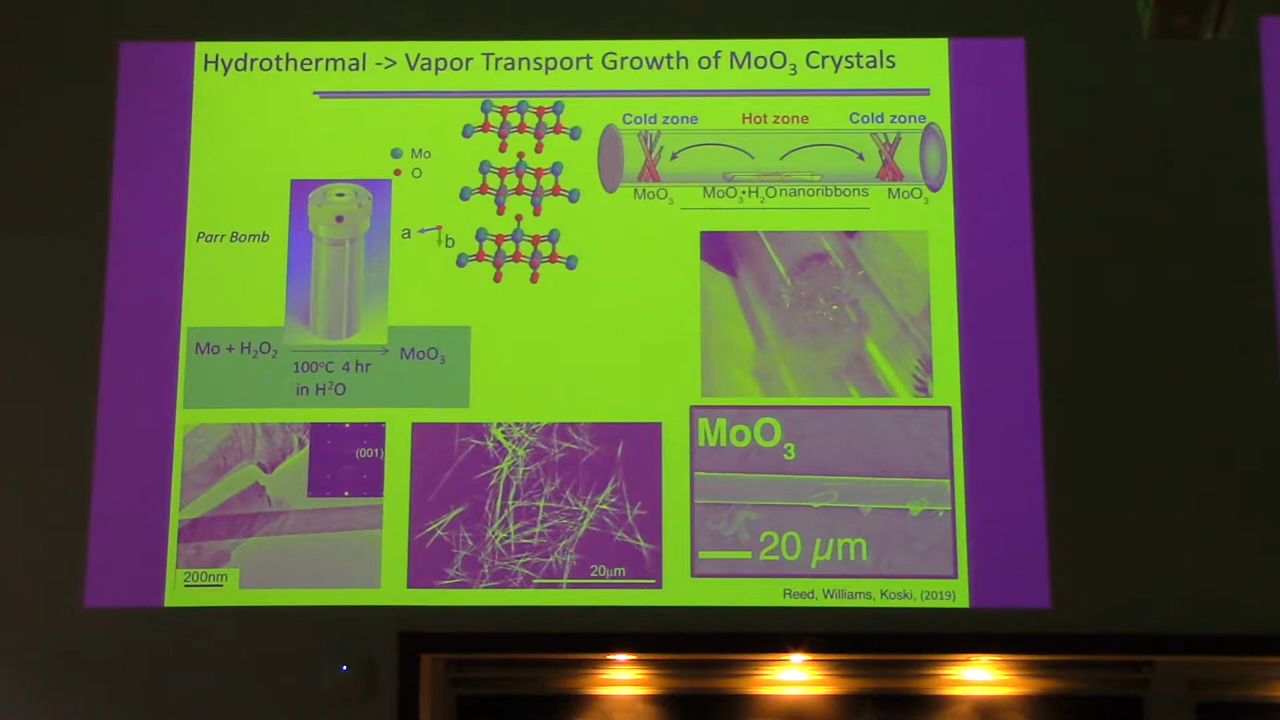 Hydrothermal -> Vapor Transport Growth of MoO₃ Crystals
Cold zone
Hot zone
Cold zone
MoO₃
MoO₃•H₂O nanoribbons
MoO₃
Mo
O
a
b
Parr Bomb
Mo + H₂O₂
MoO₃
100°C 4 hr
in H²O
(001)
200nm
20μm
MoO₃
20 μm
Reed, Williams, Koski, (2019)